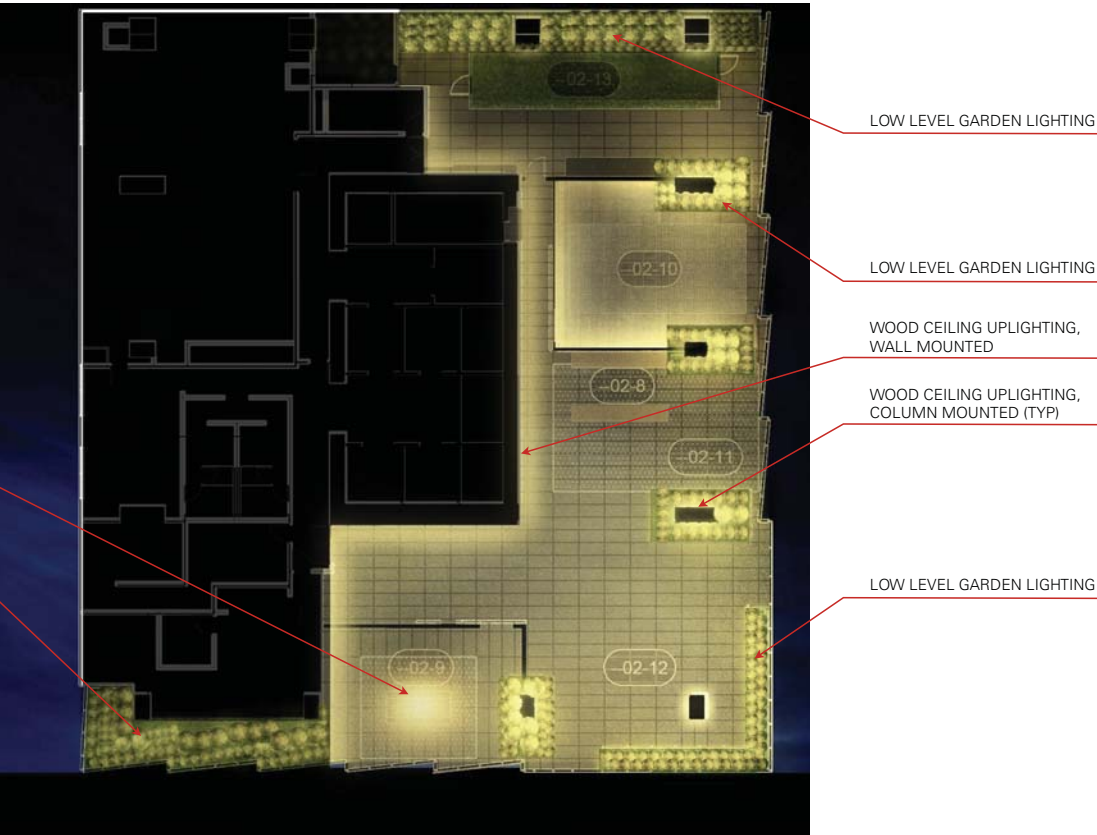 --02-13
LOW LEVEL GARDEN LIGHTING
--02-10
LOW LEVEL GARDEN LIGHTING
WOOD CEILING UPLIGHTING,
WALL MOUNTED
--02-8
WOOD CEILING UPLIGHTING,
COLUMN MOUNTED (TYP)
--02-11
LOW LEVEL GARDEN LIGHTING
--02-9
--02-12